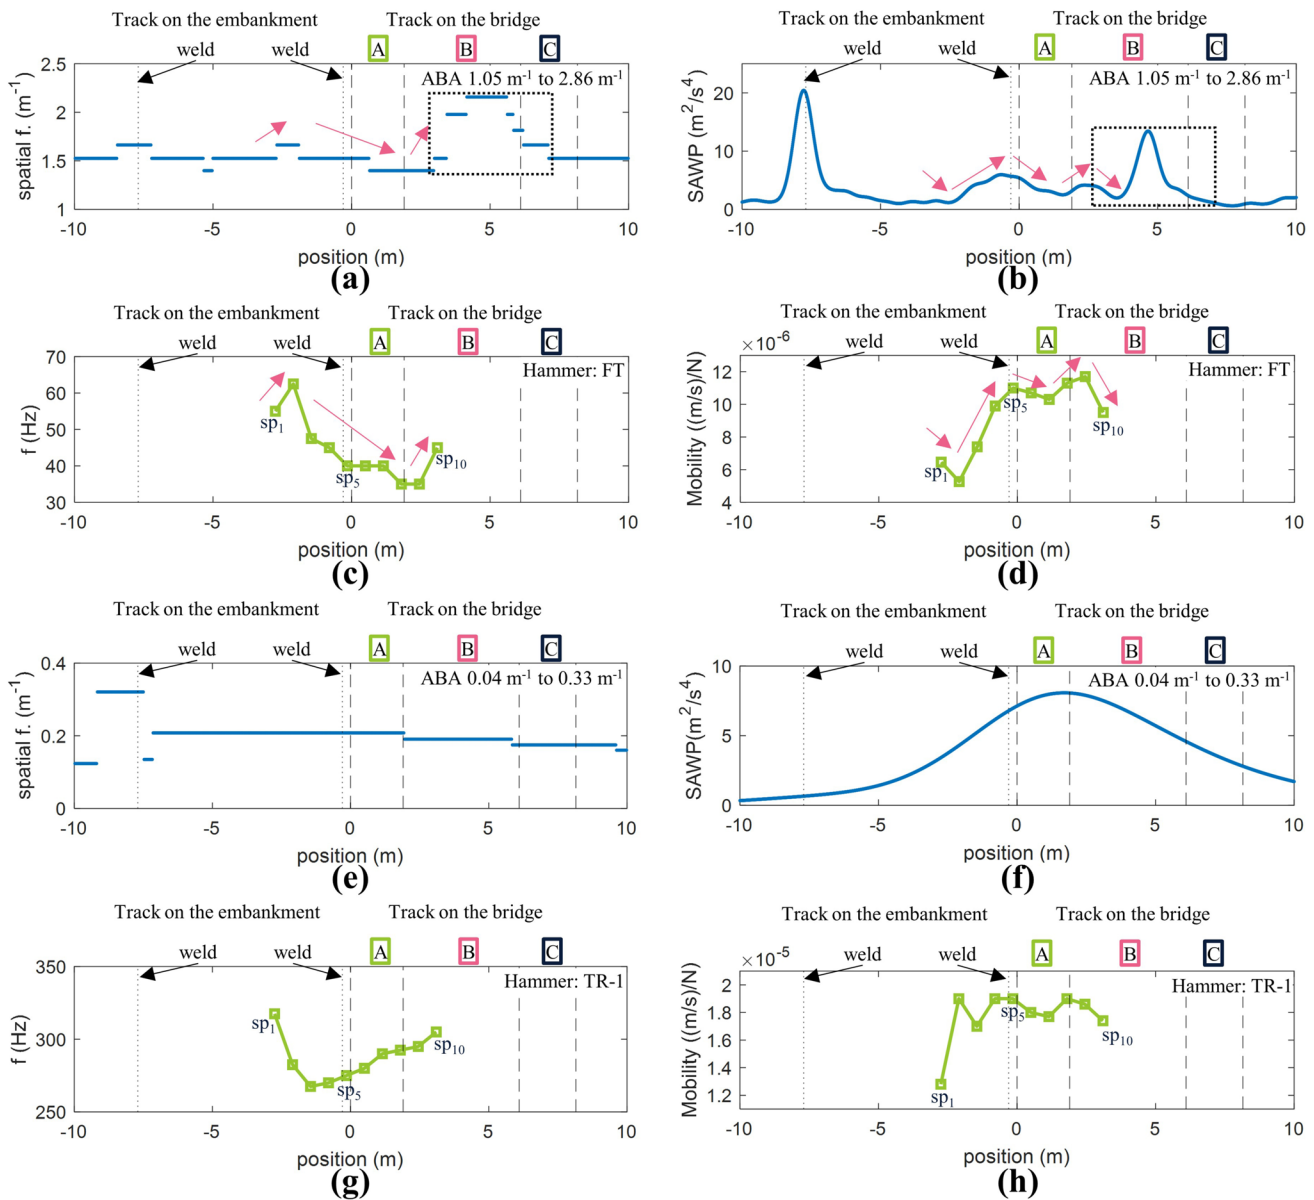 Track on the embankment Track on the bridge
weld weld A B C
ABA 1.05 m⁻¹ to 2.86 m⁻¹
spatial f. (m⁻¹)
2.5
2
1.5
1
-10 -5 0 5 10
position (m)
(a)
Track on the embankment Track on the bridge
weld weld A B C
ABA 1.05 m⁻¹ to 2.86 m⁻¹
SAWP (m²/s⁴)
20
10
0
-10 -5 0 5 10
position (m)
(b)
Track on the embankment Track on the bridge
weld weld A B C
Hammer: FT
f (Hz)
70
60
50
40
30
sp₁
sp₅
sp₁₀
-10 -5 0 5 10
position (m)
(c)
Track on the embankment Track on the bridge
weld weld A B C
×10⁻⁶
Hammer: FT
Mobility ((m/s)/N)
12
10
8
6
4
sp₁
sp₅
sp₁₀
-10 -5 0 5 10
position (m)
(d)
Track on the embankment Track on the bridge
weld weld A B C
ABA 0.04 m⁻¹ to 0.33 m⁻¹
spatial f. (m⁻¹)
0.4
0.2
0
-10 -5 0 5 10
position (m)
(e)
Track on the embankment Track on the bridge
weld weld A B C
ABA 0.04 m⁻¹ to 0.33 m⁻¹
SAWP(m²/s⁴)
10
5
0
-10 -5 0 5 10
position (m)
(f)
Track on the embankment Track on the bridge
weld weld A B C
Hammer: TR-1
f (Hz)
350
300
250
sp₁
sp₅
sp₁₀
-10 -5 0 5 10
position (m)
(g)
Track on the embankment Track on the bridge
weld weld A B C
×10⁻⁵
Hammer: TR-1
Mobility ((m/s)/N)
2
1.8
1.6
1.4
1.2
sp₁
sp₅
sp₁₀
-10 -5 0 5 10
position (m)
(h)